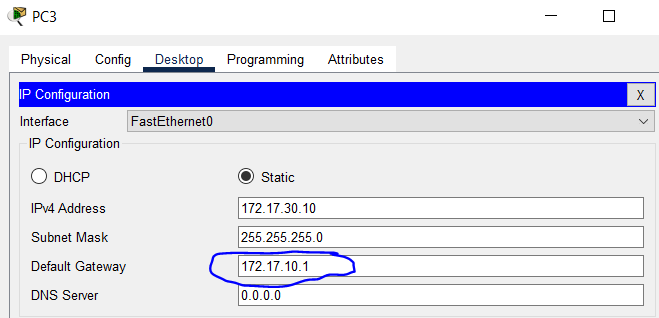 PC3
Physical Config Desktop Programming Attributes
IP Configuration X
Interface FastEthernet0
IP Configuration
DHCP Static
IPv4 Address 172.17.30.10
Subnet Mask 255.255.255.0
Default Gateway 172.17.10.1
DNS Server 0.0.0.0